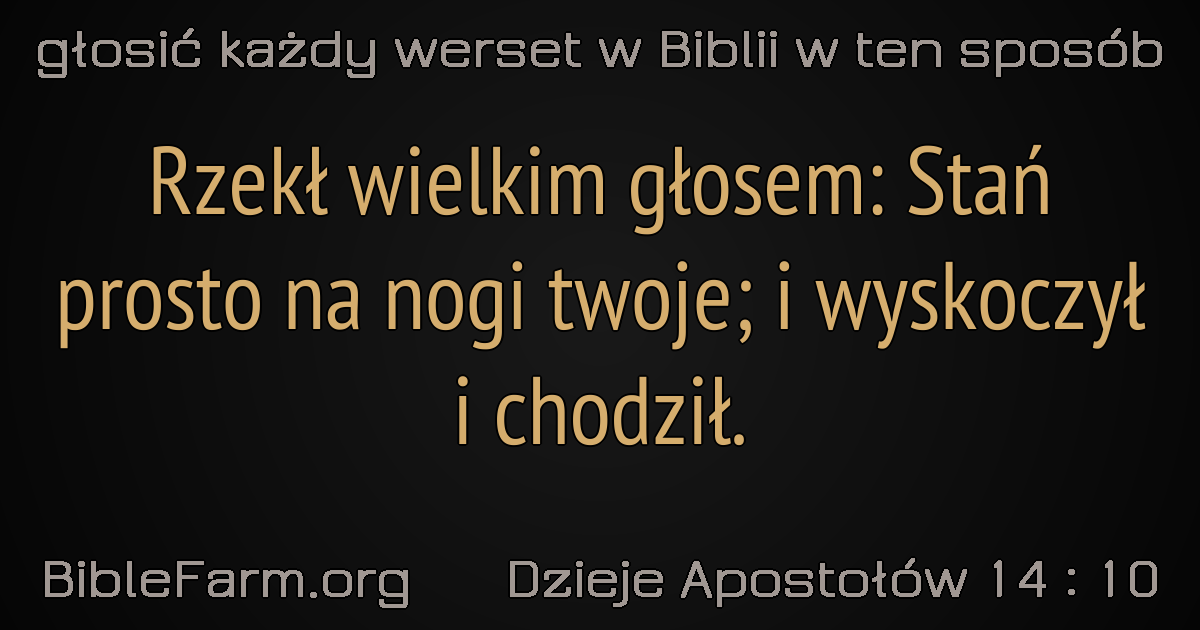 głosić każdy werset w Biblii w ten sposób
Rzekł wielkim głosem: Stań
prosto na nogi twoje; i wyskoczył
i chodził.
BibleFarm.org Dzieje Apostołów 14 : 10